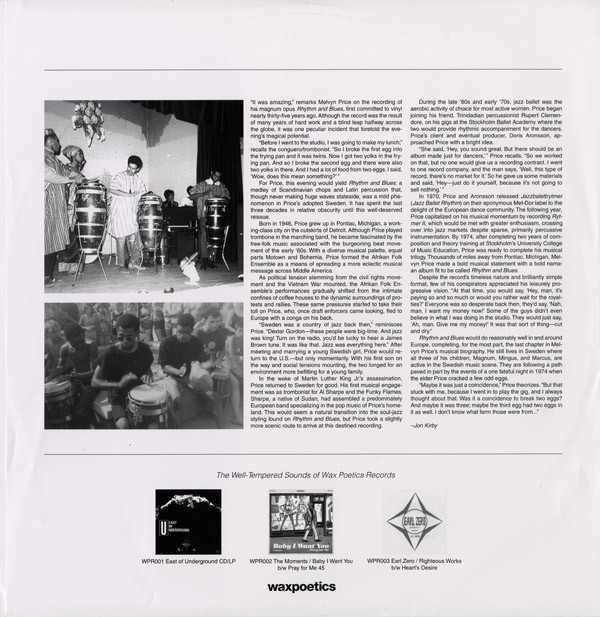 "It was amazing," remarks Melvyn Price on the recording of
his magnum opus Rhythm and Blues, first committed to vinyl
nearly thirty-five years ago. Although the record was the result
of many years of hard work and a blind leap halfway across
the globe, it was one peculiar incident that foretold the eve-
ning's magical potential.
"Before I went to the studio, I was going to make my lunch,"
recalls the conguero/trombonist. "So I broke the first egg into
the frying pan and it was twins. Now I got two yolks in the fry-
ing pan. And so I broke the second egg and there were also
two yolks in there. And I had a lot of food from two eggs. I said,
'Wow, does this mean something?'"
For Price, this evening would yield Rhythm and Blues: a
medley of Scandinavian chops and Latin percussion that,
though never making huge waves stateside, was a mild phe-
nomenon in Price's adopted Sweden. It has spent the last
three decades in relative obscurity until this well-deserved
reissue.
Born in 1946, Price grew up in Pontiac, Michigan, a work-
ing-class city on the outskirts of Detroit. Although Price played
trombone in the marching band, he became fascinated by the
free-folk music associated with the burgeoning beat move-
ment of the early '60s. With a diverse musical palette, equal
parts Motown and Bohemia, Price formed the Afrikan Folk
Ensemble as a means of spreading a more eclectic musical
message across Middle America.
As political tension stemming from the civil rights move-
ment and the Vietnam War mounted, the Afrikan Folk En-
semble's performances gradually shifted from the intimate
confines of coffee houses to the dynamic surroundings of pro-
tests and rallies. These same pressures started to take their
toll on Price, who, once draft enforcers came looking, fled to
Europe with a conga on his back.
"Sweden was a country of jazz back then," reminisces
Price. "Dexter Gordon—these people were big-time. And jazz
was king! Turn on the radio, you'd be lucky to hear a James
Brown tune. It was like that. Jazz was everything here." After
meeting and marrying a young Swedish girl, Price would re-
turn to the U.S.—but only momentarily. With his first son on
the way and social tensions mounting, the two longed for an
environment more befitting for a young family.
In the wake of Martin Luther King Jr.'s assassination,
Price returned to Sweden for good. His first musical engage-
ment was as trombonist for Al Sharpe and the Funky Flames.
Sharpe, a native of Sudan, had assembled a predominately
European band specializing in the pop music of Price's home-
land. This would seem a natural transition into the soul-jazz
styling found on Rhythm and Blues, but Price took a slightly
more scenic route to arrive at this destined recording.
During the late '60s and early '70s, jazz ballet was the
aerobic activity of choice for most active women. Price began
joining his friend, Trinidadian percussionist Rupert Clemen-
dore, on his gigs at the Stockholm Ballet Academy where the
two would provide rhythmic accompaniment for the dancers.
Price's client and eventual producer, Doris Aronsson, ap-
proached Price with a bright idea.
"She said, 'Hey, you sound great. But there should be an
album made just for dancers,'" Price recalls. "So we worked
on that, but no one would give us a recording contract. I went
to one record company, and the man says, 'Well, this type of
record, there's no market for it.' So he gave us some materials
and said, 'Hey—just do it yourself, because it's not going to
sell nothing.'"
In 1970, Price and Aronson released Jazzbalettrytmer
(Jazz Ballet Rhythm) on their eponymous Mel-Dor label to the
delight of the European dance community. The following year,
Price capitalized on his musical momentum by recording Ryt-
mer II, which would be met with greater enthusiasm, crossing
over into jazz markets despite sparse, primarily percussive
instrumentation. By 1974, after completing two years of com-
position and theory training at Stockholm's University College
of Music Education, Price was ready to complete his musical
trilogy. Thousands of miles away from Pontiac, Michigan, Mel-
vyn Price made a bold musical statement with a bold name:
an album fit to be called Rhythm and Blues.
Despite the record's timeless nature and brilliantly simple
format, few of his conspirators appreciated his leisurely pro-
gressive vision. "At that time, you would say, 'Hey, man, it's
paying so and so much or would you rather wait for the royal-
ties?' Everyone was so desperate back then, they'd say, 'Nah,
man. I want my money now!' Some of the guys didn't even
believe in what I was doing in the studio. They would just say,
'Ah, man. Give me my money!' It was that sort of thing—cut
and dry."
Rhythm and Blues would do reasonably well in and around
Europe, completing, for the most part, the last chapter in Mel-
vyn Price's musical biography. He still lives in Sweden where
all three of his children, Magnum, Mingus, and Marcus, are
active in the Swedish music scene. They are following a path
paved in part by the events of a one fateful night in 1974 when
the elder Price cracked a few odd eggs.
"Maybe it was just a coincidence," Price theorizes. "But that
stuck with me, because I went in to play the gig, and I always
thought about that. Was it a coincidence to break two eggs?
And maybe it was three; maybe the third egg had two eggs in
it as well. I don't know what farm those were from..."
–Jon Kirby
The Well-Tempered Sounds of Wax Poetics Records
EAST
OF
UNDERGROUND
Baby I Want You
Pray for Me
EARL ZERO
WPR001 East of Underground CD/LP
WPR002 The Moments / Baby I Want You
b/w Pray for Me 45
WPR003 Earl Zero / Righteous Works
b/w Heart's Desire
waxpoetics